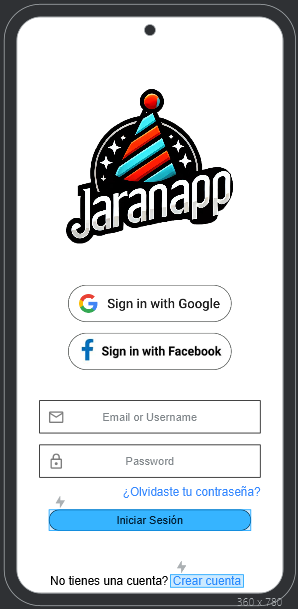 Jaranapp
Sign in with Google
Sign in with Facebook
Email or Username
Password
¿Olvidaste tu contraseña?
Iniciar Sesión
No tienes una cuenta? Crear cuenta
360 x 780